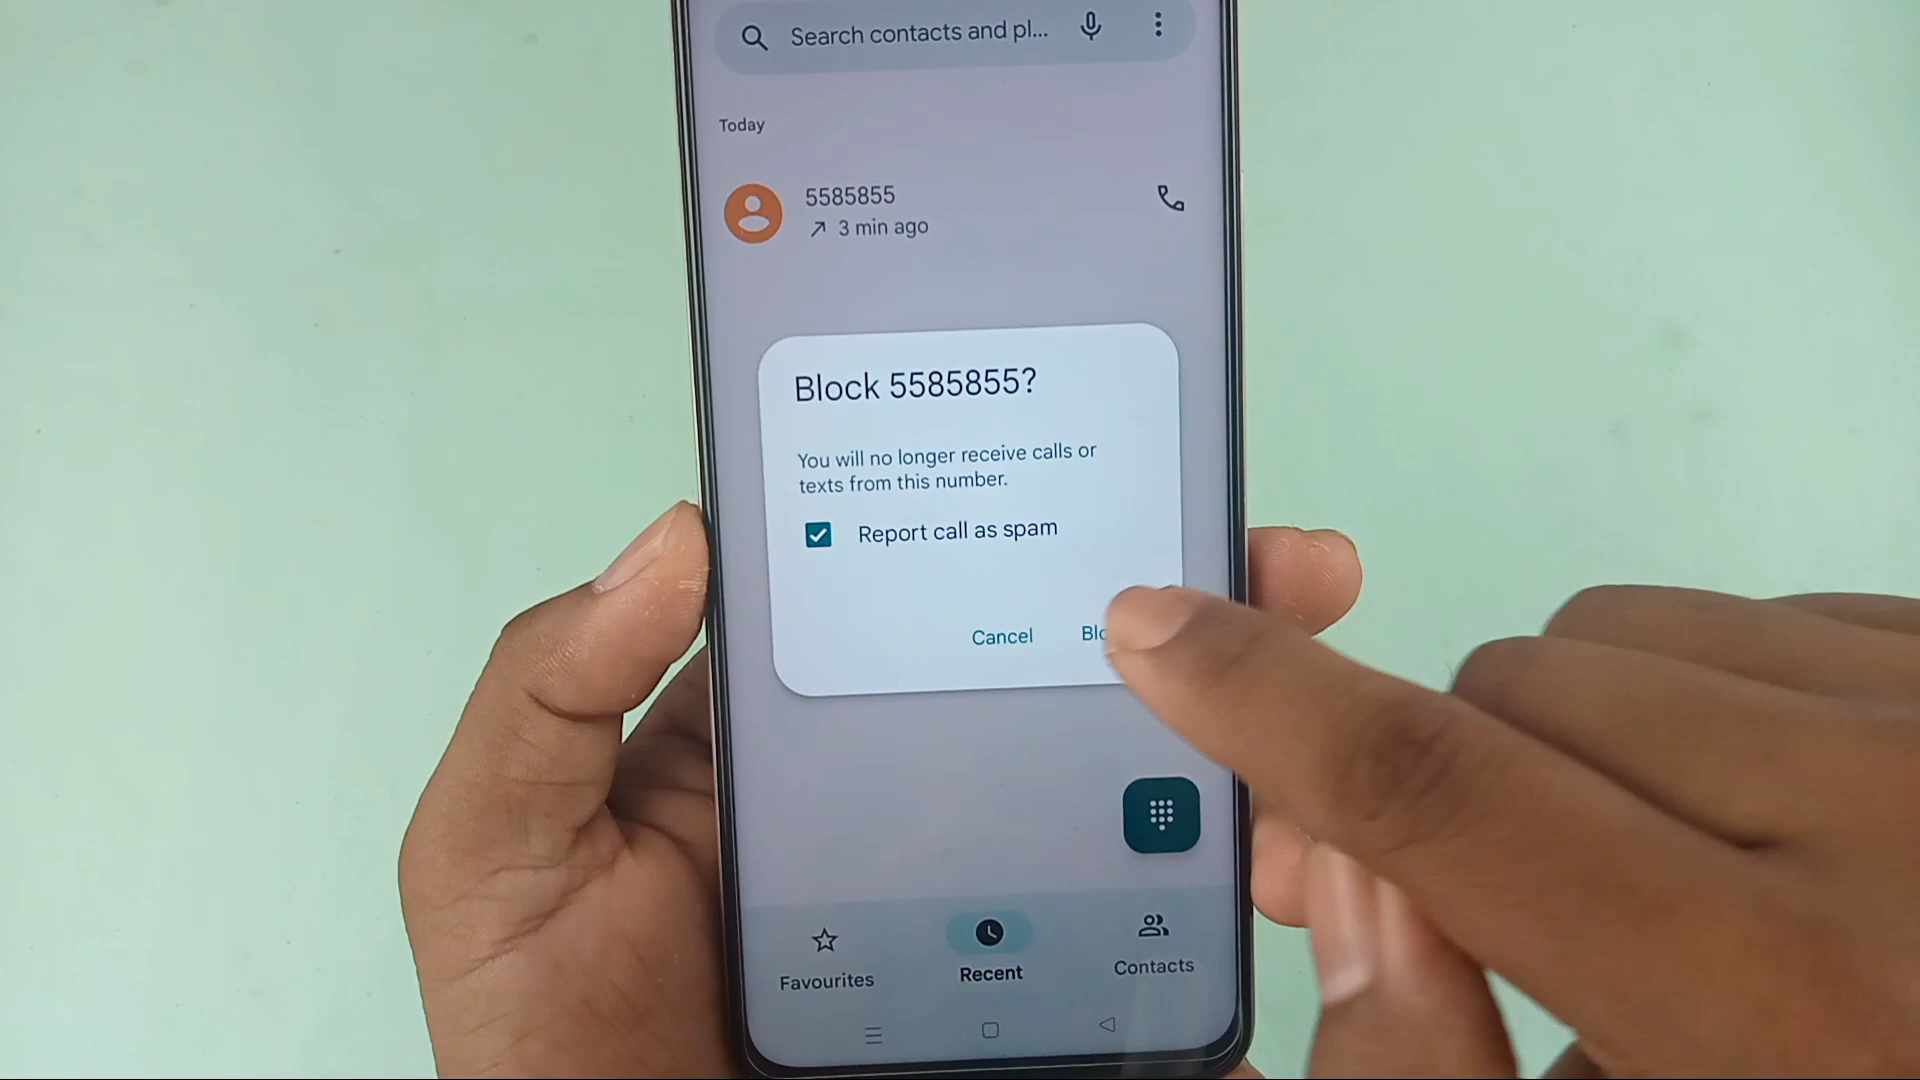 Search contacts and pl...
Today
5585855
3 min ago
Block 5585855?
You will no longer receive calls or
texts from this number.
Report call as spam
Cancel
Favourites
Recent
Contacts